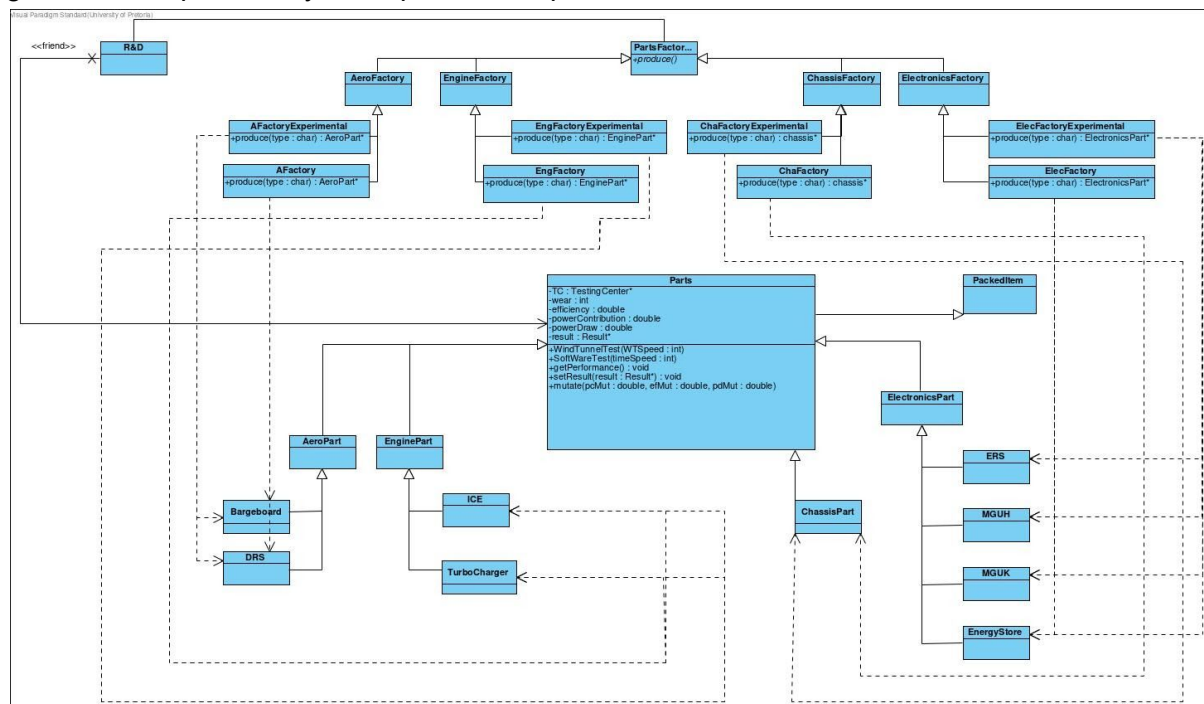 Visual Paradigm Standard(University of Pretoria)
<<friend>>
R&D
PartsFactor...
+produce()
AeroFactory
EngineFactory
ChassisFactory
ElectronicsFactory
AFactoryExperimental
+produce(type : char) : AeroPart*
EngFactoryExperimental
+produce(type : char) : EnginePart*
ChaFactoryExperimental
+produce(type : char) : chassis*
ElecFactoryExperimental
+produce(type : char) : ElectronicsPart*
AFactory
+produce(type : char) : AeroPart*
EngFactory
+produce(type : char) : EnginePart*
ChaFactory
+produce(type : char) : chassis*
ElecFactory
+produce(type : char) : ElectronicsPart*
Parts
-TC : TestingCenter*
-wear : int
-efficiency : double
-powerContribution : double
-powerDraw : double
-result : Result*
+WindTunnelTest(WTSpeed : int)
+SoftWareTest(timeSpeed : int)
+getPerformance() : void
+setResult(result : Result*) : void
+mutate(pcMut : double, efMut : double, pdMut : double)
PackedItem
ElectronicsPart
AeroPart
EnginePart
ERS
ICE
Bargeboard
ChassisPart
MGUH
DRS
TurboCharger
MGUK
EnergyStore